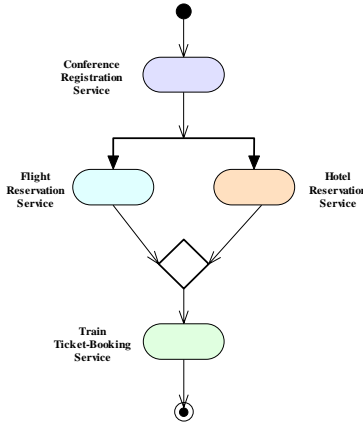 Conference
Registration
Service
Flight
Reservation
Service
Hotel
Reservation
Service
Train
Ticket-Booking
Service